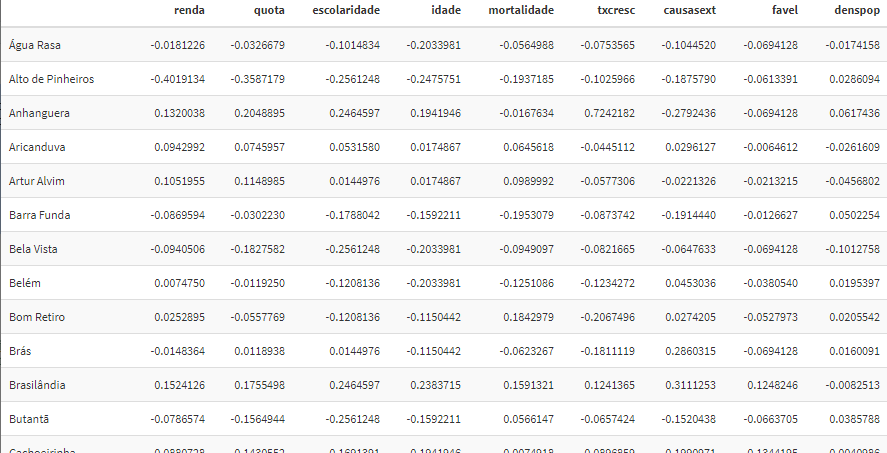 renda quota escolaridade idade mortalidade txcresc causasext favel denspop
Água Rasa -0.0181226 -0.0326679 -0.1014834 -0.2033981 -0.0564988 -0.0753565 -0.1044520 -0.0694128 -0.0174158
Alto de Pinheiros -0.4019134 -0.3587179 -0.2561248 -0.2475751 -0.1937185 -0.1025966 -0.1875790 -0.0613391 0.0286094
Anhanguera 0.1320038 0.2048895 0.2464597 0.1941946 -0.0167634 0.7242182 -0.2792436 -0.0694128 0.0617436
Aricanduva 0.0942992 0.0745957 0.0531580 0.0174867 0.0645618 -0.0445112 0.0296127 -0.0064612 -0.0261609
Artur Alvim 0.1051955 0.1148985 0.0144976 0.0174867 0.0989992 -0.0577306 -0.0221326 -0.0213215 -0.0456802
Barra Funda -0.0869594 -0.0302230 -0.1788042 -0.1592211 -0.1953079 -0.0873742 -0.1914440 -0.0126627 0.0502254
Bela Vista -0.0940506 -0.1827582 -0.2561248 -0.2033981 -0.0949097 -0.0821665 -0.0647633 -0.0694128 -0.1012758
Belém 0.0074750 -0.0119250 -0.1208136 -0.2033981 -0.1251086 -0.1234272 0.0453036 -0.0380540 0.0195397
Bom Retiro 0.0252895 -0.0557769 -0.1208136 -0.1150442 0.1842979 -0.2067496 0.0274205 -0.0527973 0.0205542
Brás -0.0148364 0.0118938 0.0144976 -0.1150442 -0.0623267 -0.1811119 0.2860315 -0.0694128 0.0160091
Brasilândia 0.1524126 0.1755498 0.2464597 0.2383715 0.1591321 0.1241365 0.3111253 0.1248246 -0.0082513
Butantã -0.0786574 -0.1564944 -0.2561248 -0.1592211 0.0566147 -0.0657424 -0.1520438 -0.0663705 0.0385788